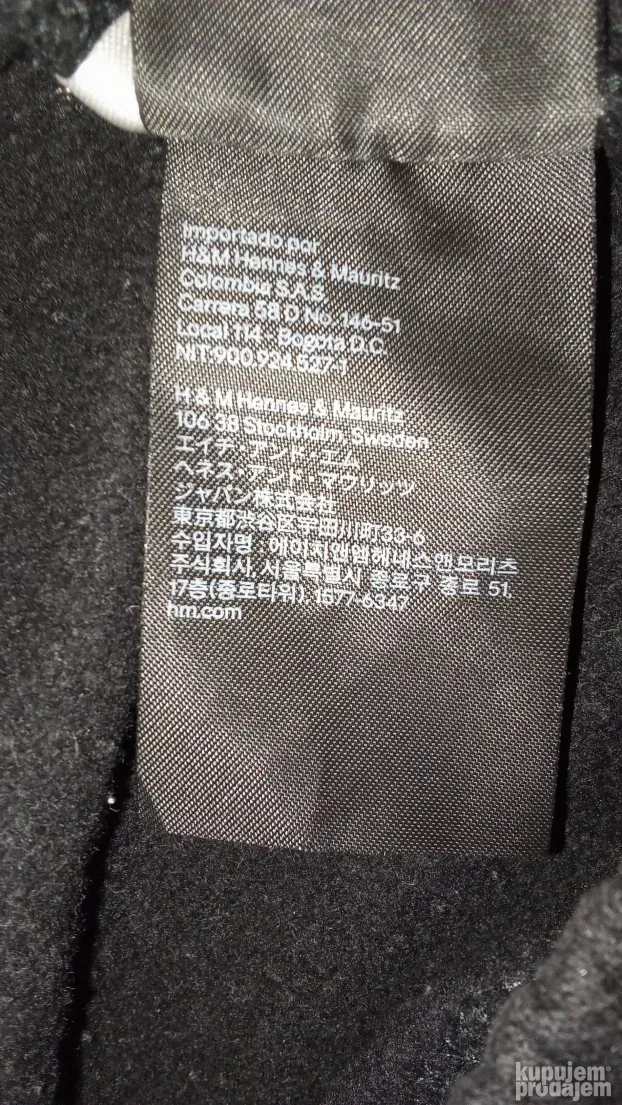 Importado por
H&M Hennes & Mauritz
Colombia S.A.S.
Carrera 58 D No. 146-51
Local 114 - Bogota D.C.
NIT 900.924.527-1
H & M Hennes & Mauritz
106 38 Stockholm, Sweden
エイチ・アンド・エム
ヘネス・アンド・マウリッツ
ジャパン株式会社
東京都渋谷区宇田川町33-6
수입자명 : 에이치앤엠헤네스앤모리츠
주식회사, 서울특별시 종로구 종로 51,
17층(종로타워), 1577-6347
hm.com
kupujem
prodajem